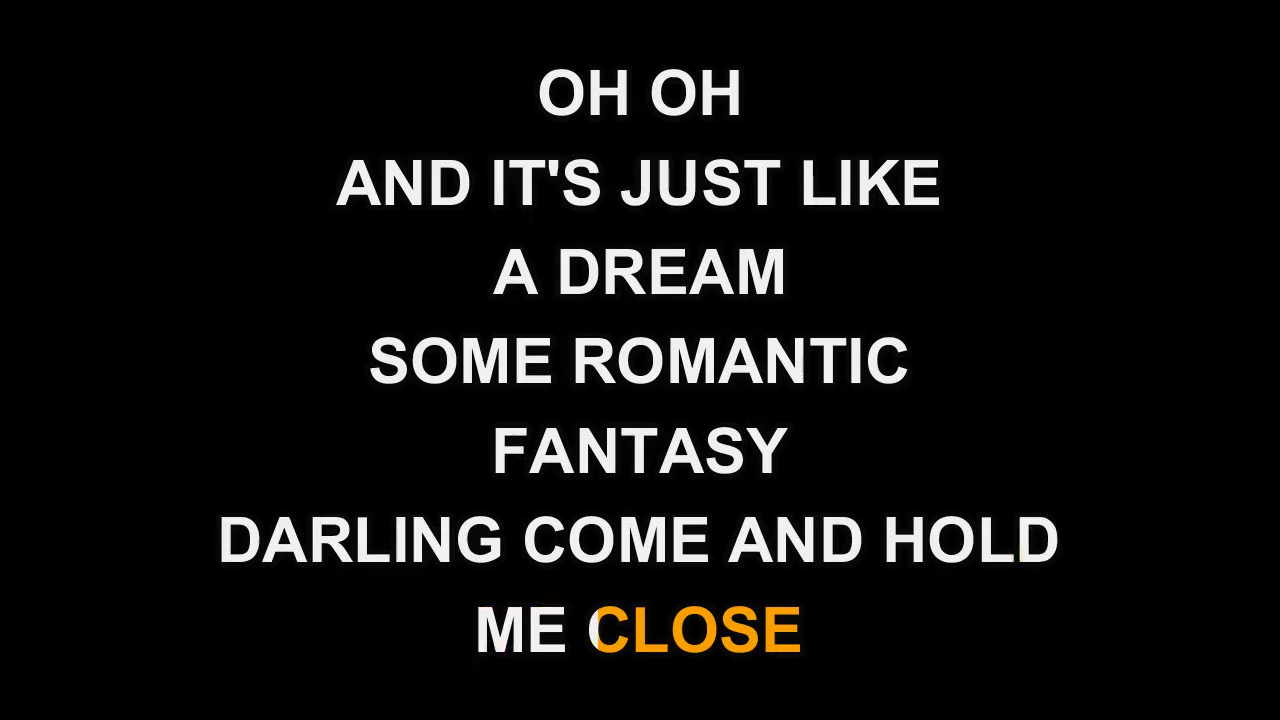 OH OH
AND IT'S JUST LIKE
A DREAM
SOME ROMANTIC
FANTASY
DARLING COME AND HOLD
ME CLOSE